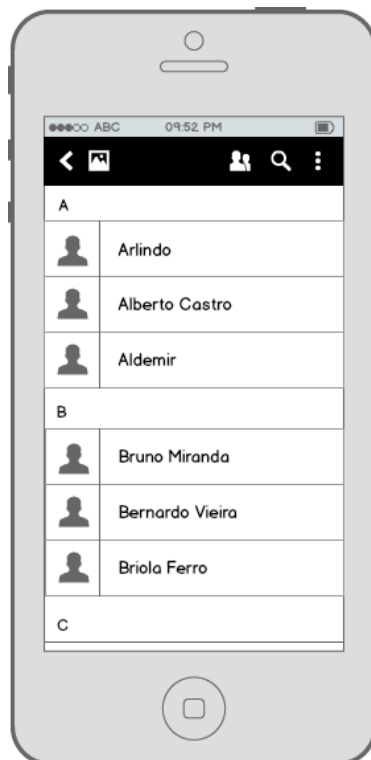 ABC 09:52 PM
A
Arlindo
Alberto Castro
Aldemir
B
Bruno Miranda
Bernardo Vieira
Briola Ferro
C